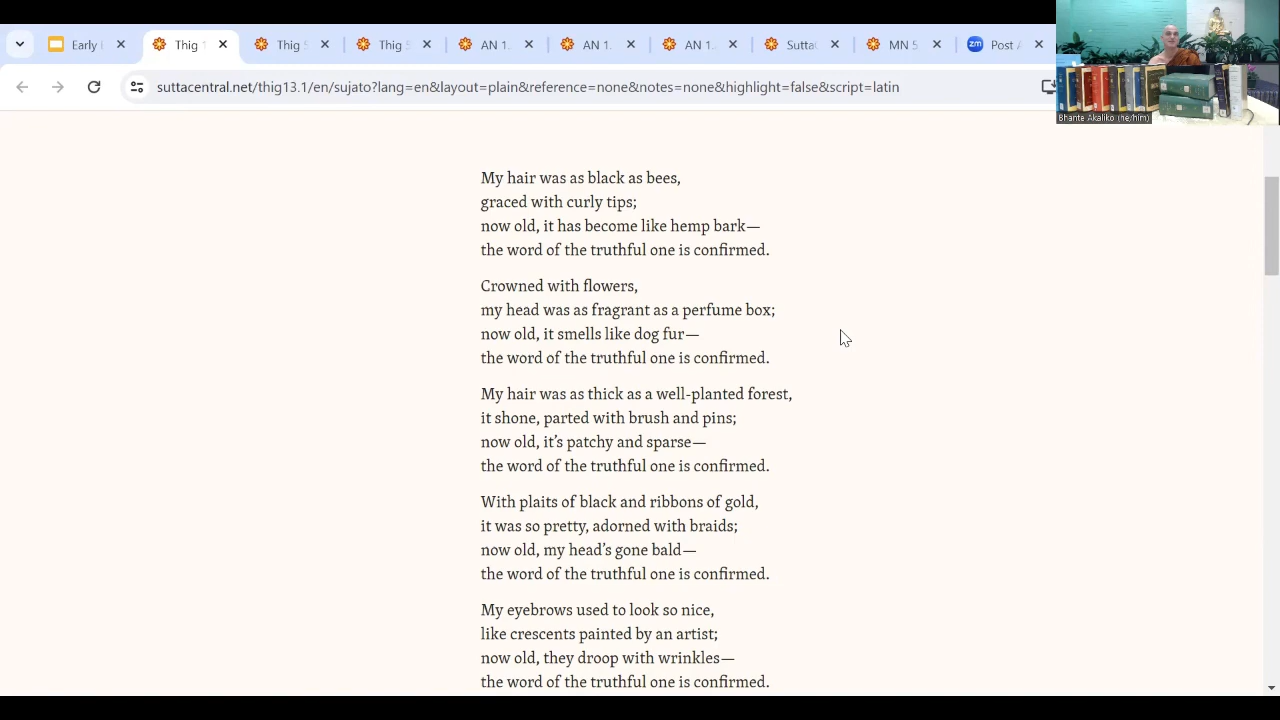 Early
Thig 1
Thig 5
Thig 5
AN 1.
AN 1.
AN 1.
Sutta
MN 5
zm
Post
suttacentral.net/thig13.1/en/sujato?lang=en&layout=plain&reference=none&notes=none&highlight=false&script=latin
Bhante Akaliko (he/him)
My hair was as black as bees,
graced with curly tips;
now old, it has become like hemp bark—
the word of the truthful one is confirmed.
Crowned with flowers,
my head was as fragrant as a perfume box;
now old, it smells like dog fur—
the word of the truthful one is confirmed.
My hair was as thick as a well-planted forest,
it shone, parted with brush and pins;
now old, it’s patchy and sparse—
the word of the truthful one is confirmed.
With plaits of black and ribbons of gold,
it was so pretty, adorned with braids;
now old, my head’s gone bald—
the word of the truthful one is confirmed.
My eyebrows used to look so nice,
like crescents painted by an artist;
now old, they droop with wrinkles—
the word of the truthful one is confirmed.